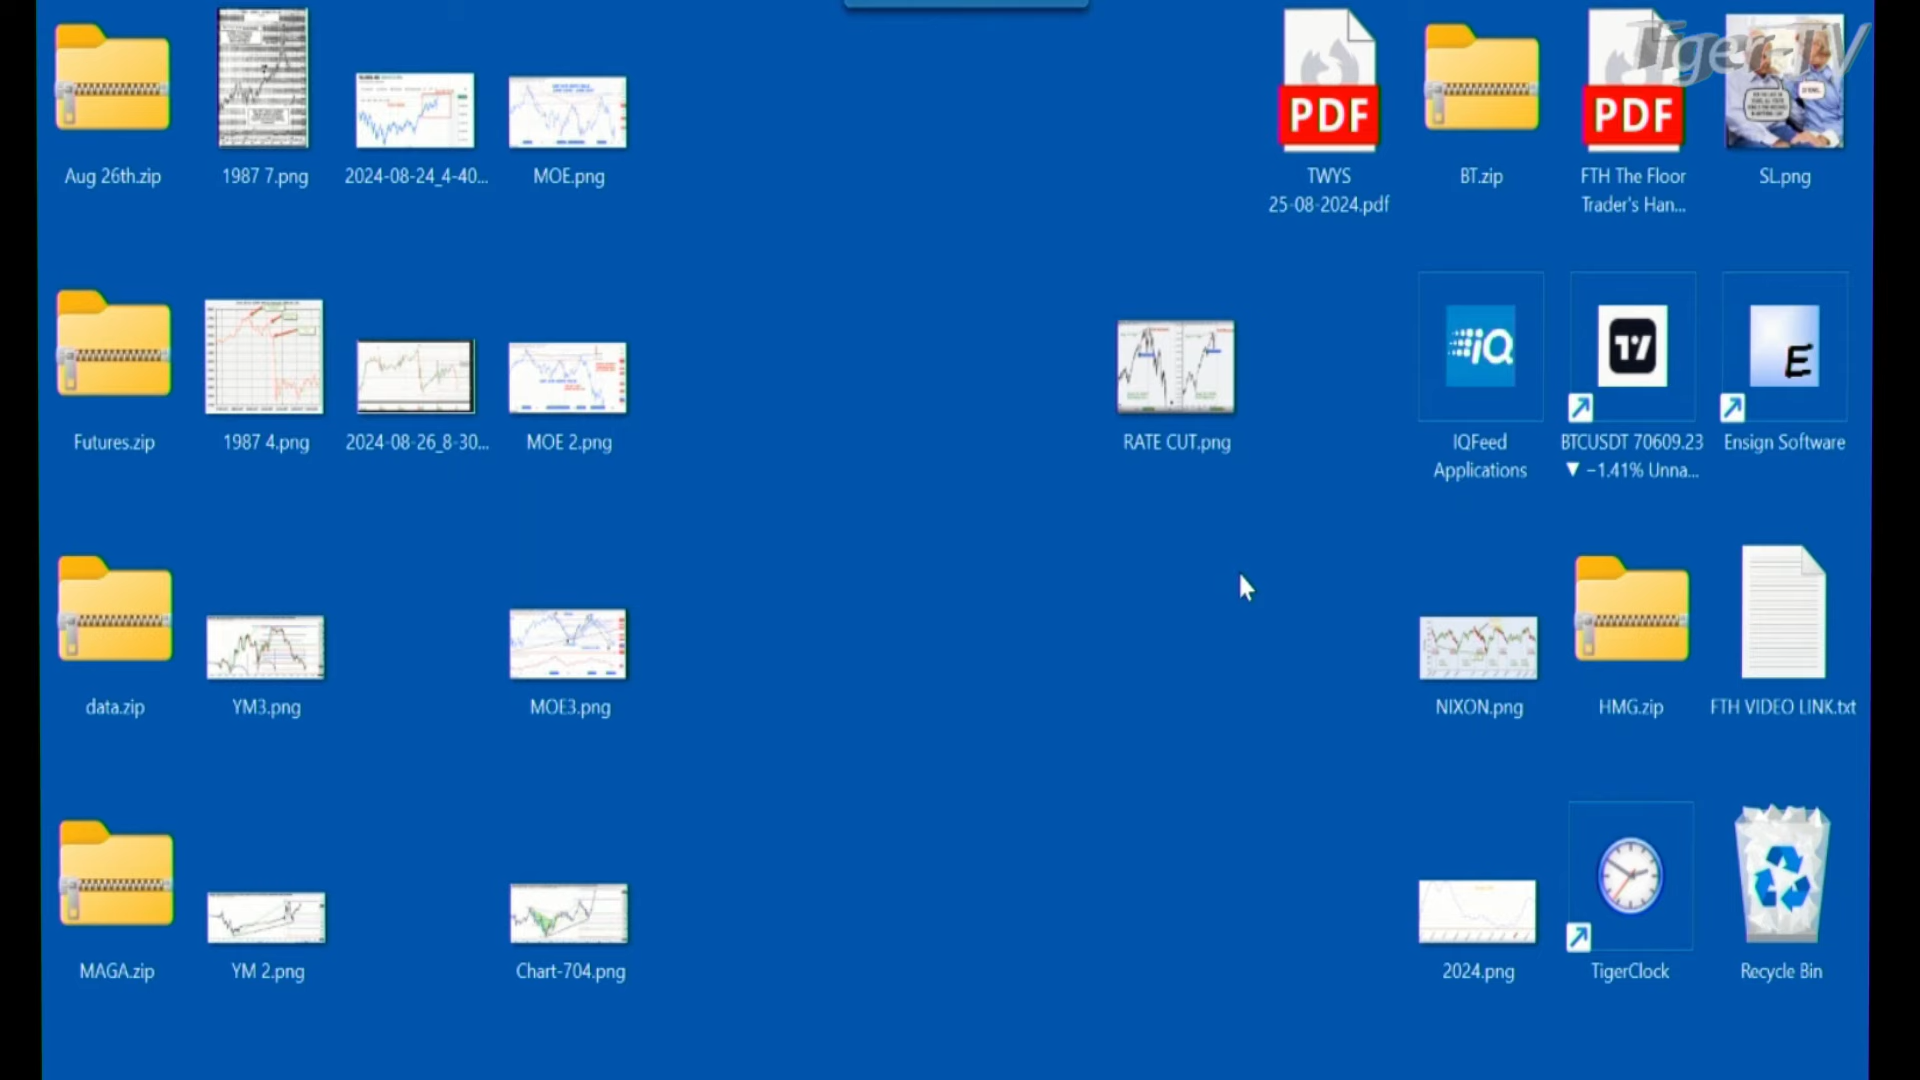 Tiger-TV
Aug 26th.zip
1987 7.png
2024-08-24_4-40...
MOE.png
PDF
TWYS
25-08-2024.pdf
BT.zip
PDF
FTH The Floor
Trader's Han...
SL.png
Futures.zip
1987 4.png
2024-08-26_8-30...
MOE 2.png
RATE CUT.png
iQ
IQFeed
Applications
BTCUSDT 70609.23
▼ −1.41% Unna...
E
Ensign Software
data.zip
YM3.png
MOE3.png
NIXON.png
HMG.zip
FTH VIDEO LINK.txt
MAGA.zip
YM 2.png
Chart-704.png
2024.png
TigerClock
Recycle Bin